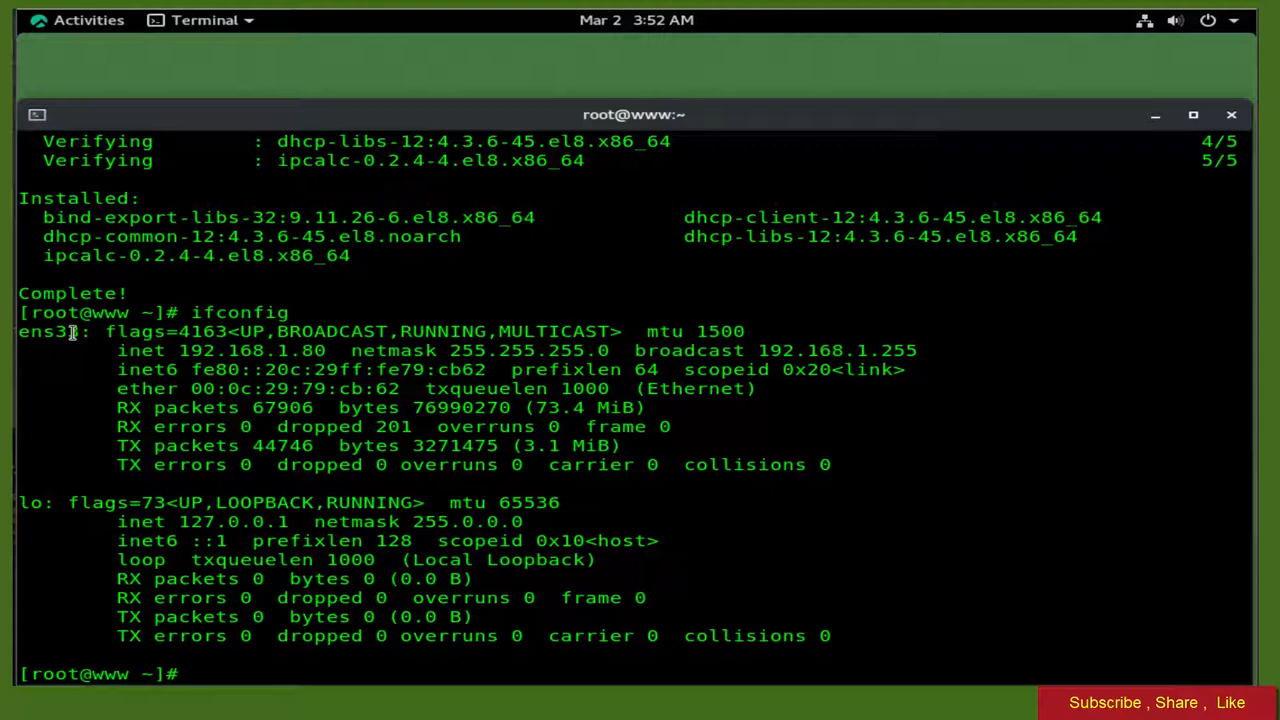 Activities Terminal Mar 2 3:52 AM
root@www:~
Verifying : dhcp-libs-12:4.3.6-45.el8.x86_64 4/5
Verifying : ipcalc-0.2.4-4.el8.x86_64 5/5
Installed:
bind-export-libs-32:9.11.26-6.el8.x86_64 dhcp-client-12:4.3.6-45.el8.x86_64
dhcp-common-12:4.3.6-45.el8.noarch dhcp-libs-12:4.3.6-45.el8.x86_64
ipcalc-0.2.4-4.el8.x86_64
Complete!
[root@www ~]# ifconfig
flags=4163<UP,BROADCAST,RUNNING,MULTICAST> mtu 1500
inet 192.168.1.80 netmask 255.255.255.0 broadcast 192.168.1.255
inet6 fe80::20c:29ff:fe79:cb62 prefixlen 64 scopeid 0x20<link>
ether 00:0c:29:79:cb:62 txqueuelen 1000 (Ethernet)
RX packets 67906 bytes 76990270 (73.4 MiB)
RX errors 0 dropped 201 overruns 0 frame 0
TX packets 44746 bytes 3271475 (3.1 MiB)
TX errors 0 dropped 0 overruns 0 carrier 0 collisions 0
lo: flags=73<UP,LOOPBACK,RUNNING> mtu 65536
inet 127.0.0.1 netmask 255.0.0.0
inet6 ::1 prefixlen 128 scopeid 0x10<host>
loop txqueuelen 1000 (Local Loopback)
RX packets 0 bytes 0 (0.0 B)
RX errors 0 dropped 0 overruns 0 frame 0
TX packets 0 bytes 0 (0.0 B)
TX errors 0 dropped 0 overruns 0 carrier 0 collisions 0
[root@www ~]#
Subscribe , Share , Like